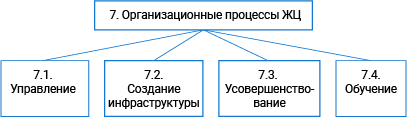 7. Организационные процессы ЖЦ
7.1.
Управление
7.2.
Создание
инфраструктуры
7.3.
Усовершенство-
вание
7.4.
Обучение